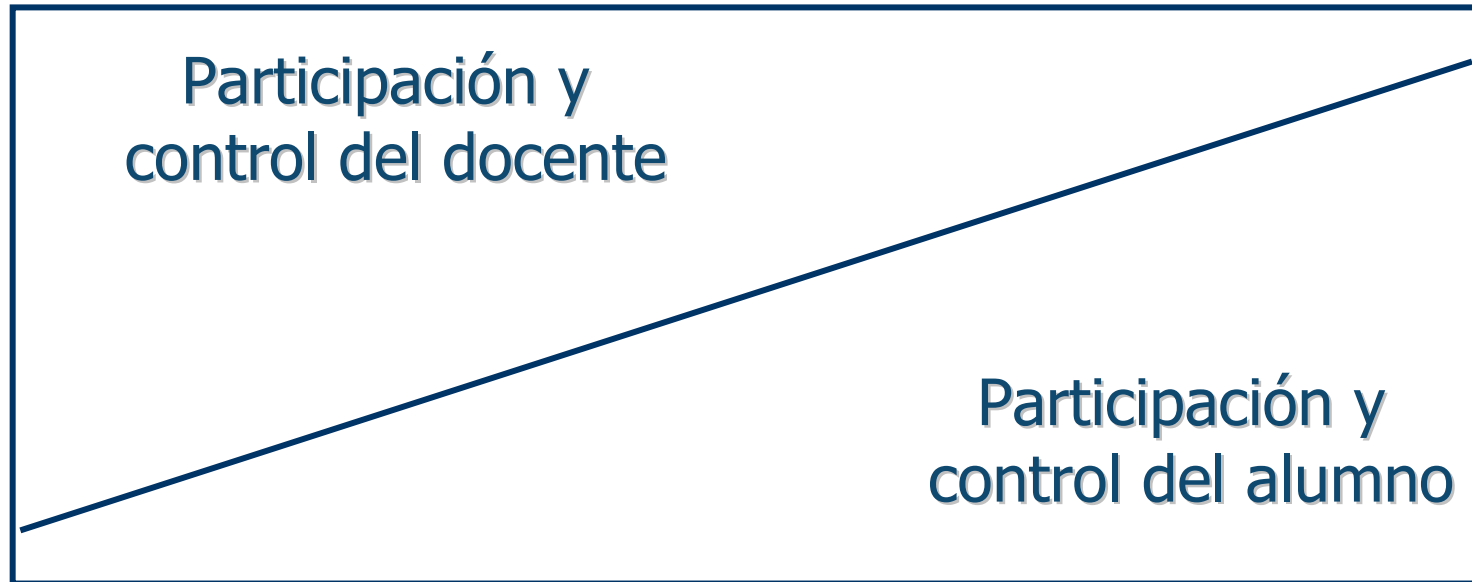 Participación y
control del docente
Participación y
control del alumno